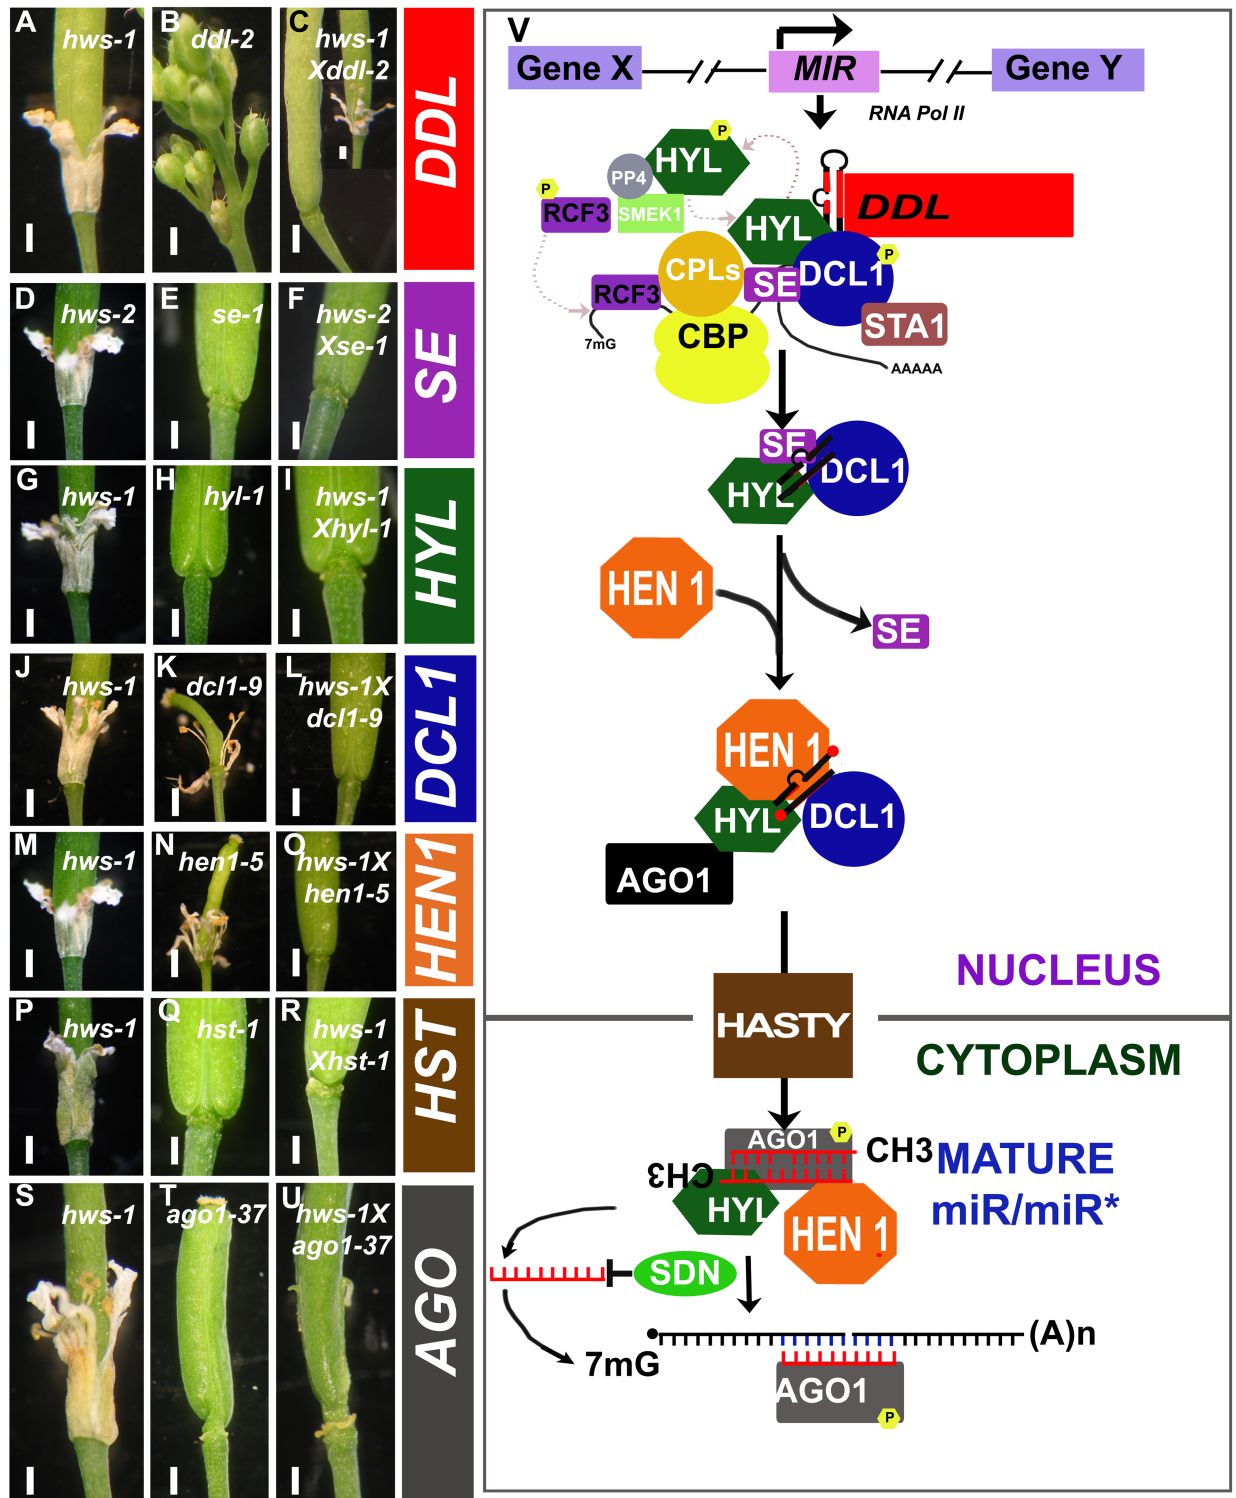 A
hws-1
B
ddl-2
C
hws-1
Xddl-2
DDL
D
hws-2
E
se-1
F
hws-2
Xse-1
SE
G
hws-1
H
hyl-1
I
hws-1
Xhyl-1
HYL
J
hws-1
K
dcl1-9
L
hws-1X
dcl1-9
DCL1
M
hws-1
N
hen1-5
O
hws-1X
hen1-5
HEN1
P
hws-1
Q
hst-1
R
hws-1
Xhst-1
HST
S
hws-1
T
ago1-37
U
hws-1X
ago1-37
AGO
V
Gene X
MIR
Gene Y
RNA Pol II
P
HYL
PP4
P
RCF3
SMEK1
DDL
HYL
CPLs
SE
DCL1
P
RCF3
STA1
CBP
7mG
AAAAA
SE
DCL1
HYL
HEN 1
SE
HEN 1
HYL
DCL1
AGO1
NUCLEUS
HASTY
CYTOPLASM
AGO1
P
CH3
CH3
MATURE
miR/miR*
HYL
HEN 1
SDN
(A)n
7mG
AGO1
P